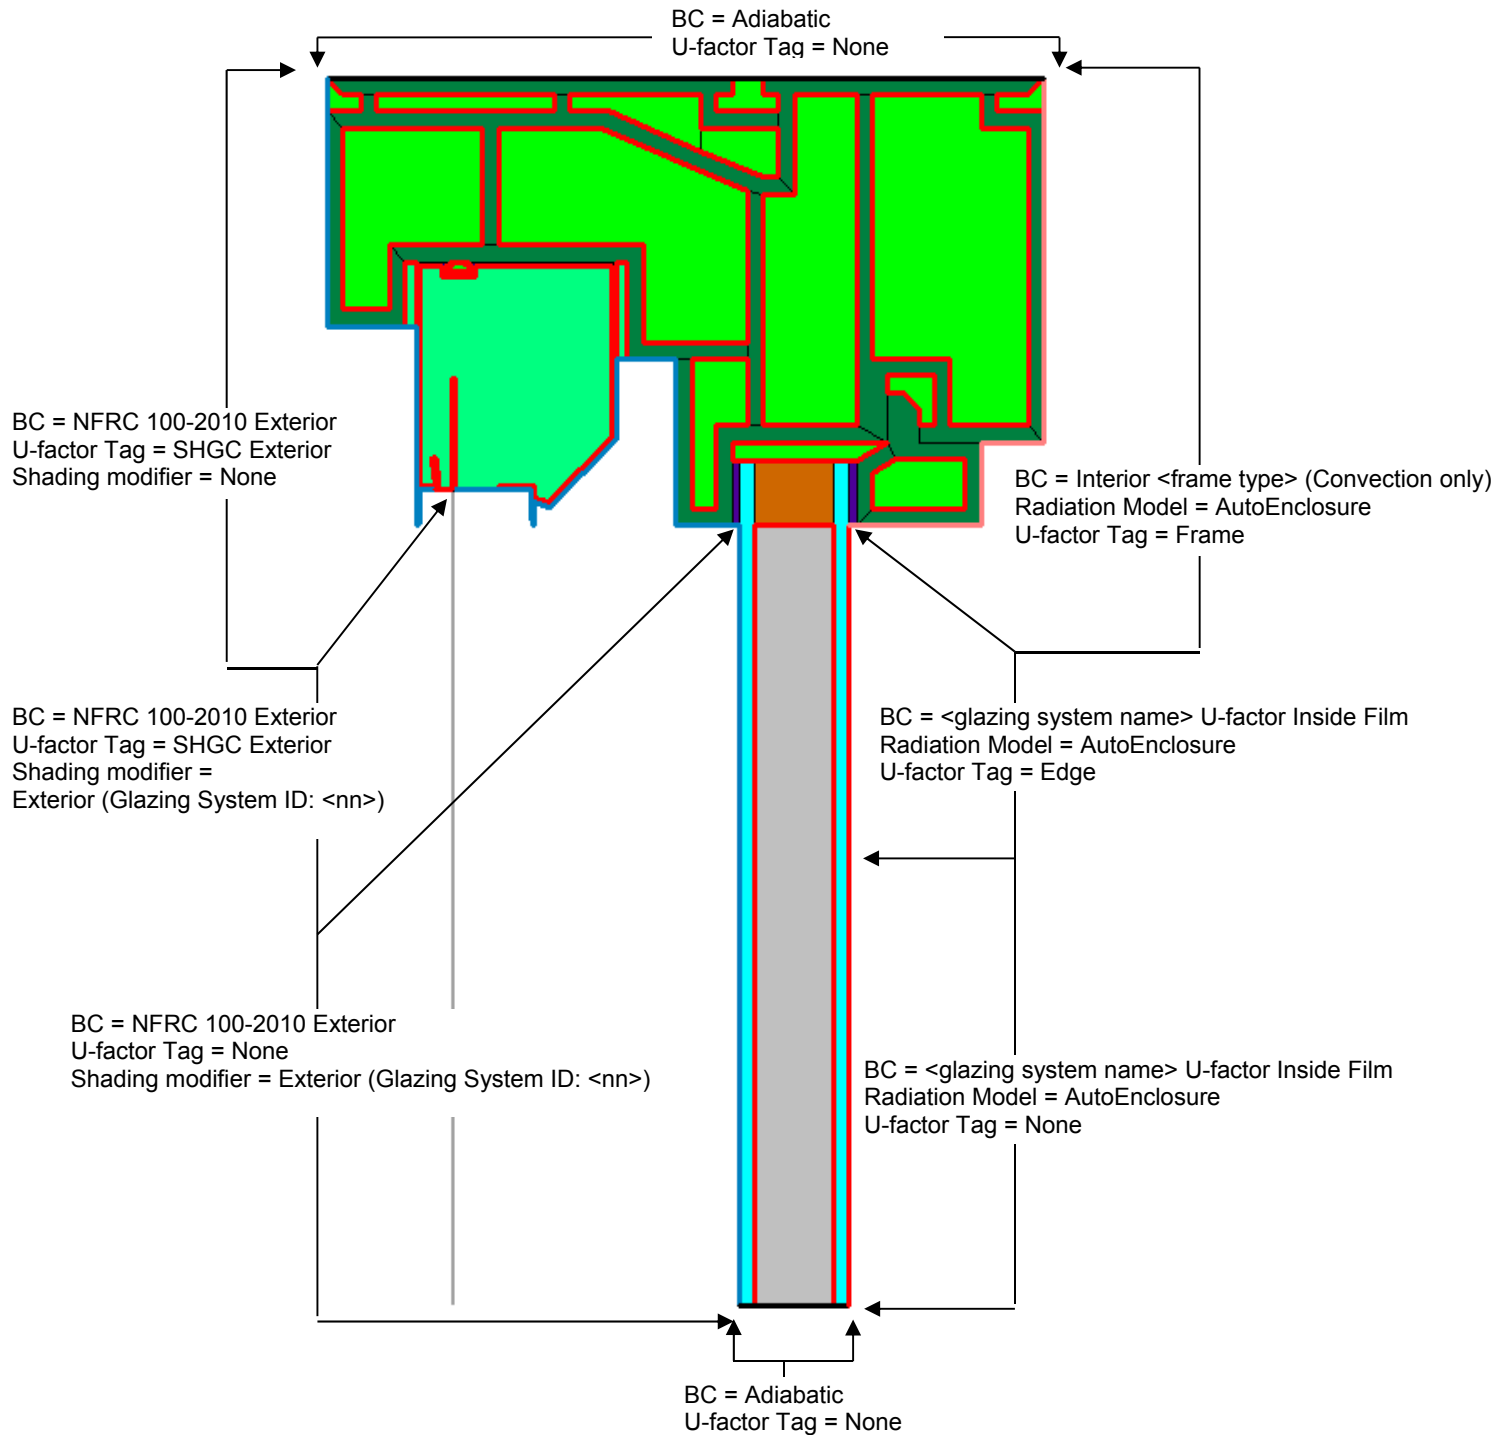 BC = Adiabatic
U-factor Tag = None
BC = NFRC 100-2010 Exterior
U-factor Tag = SHGC Exterior
Shading modifier = None
BC = Interior <frame type> (Convection only)
Radiation Model = AutoEnclosure
U-factor Tag = Frame
BC = NFRC 100-2010 Exterior
U-factor Tag = SHGC Exterior
Shading modifier =
Exterior (Glazing System ID: <nn>)
BC = <glazing system name> U-factor Inside Film
Radiation Model = AutoEnclosure
U-factor Tag = Edge
BC = NFRC 100-2010 Exterior
U-factor Tag = None
Shading modifier = Exterior (Glazing System ID: <nn>)
BC = <glazing system name> U-factor Inside Film
Radiation Model = AutoEnclosure
U-factor Tag = None
BC = Adiabatic
U-factor Tag = None